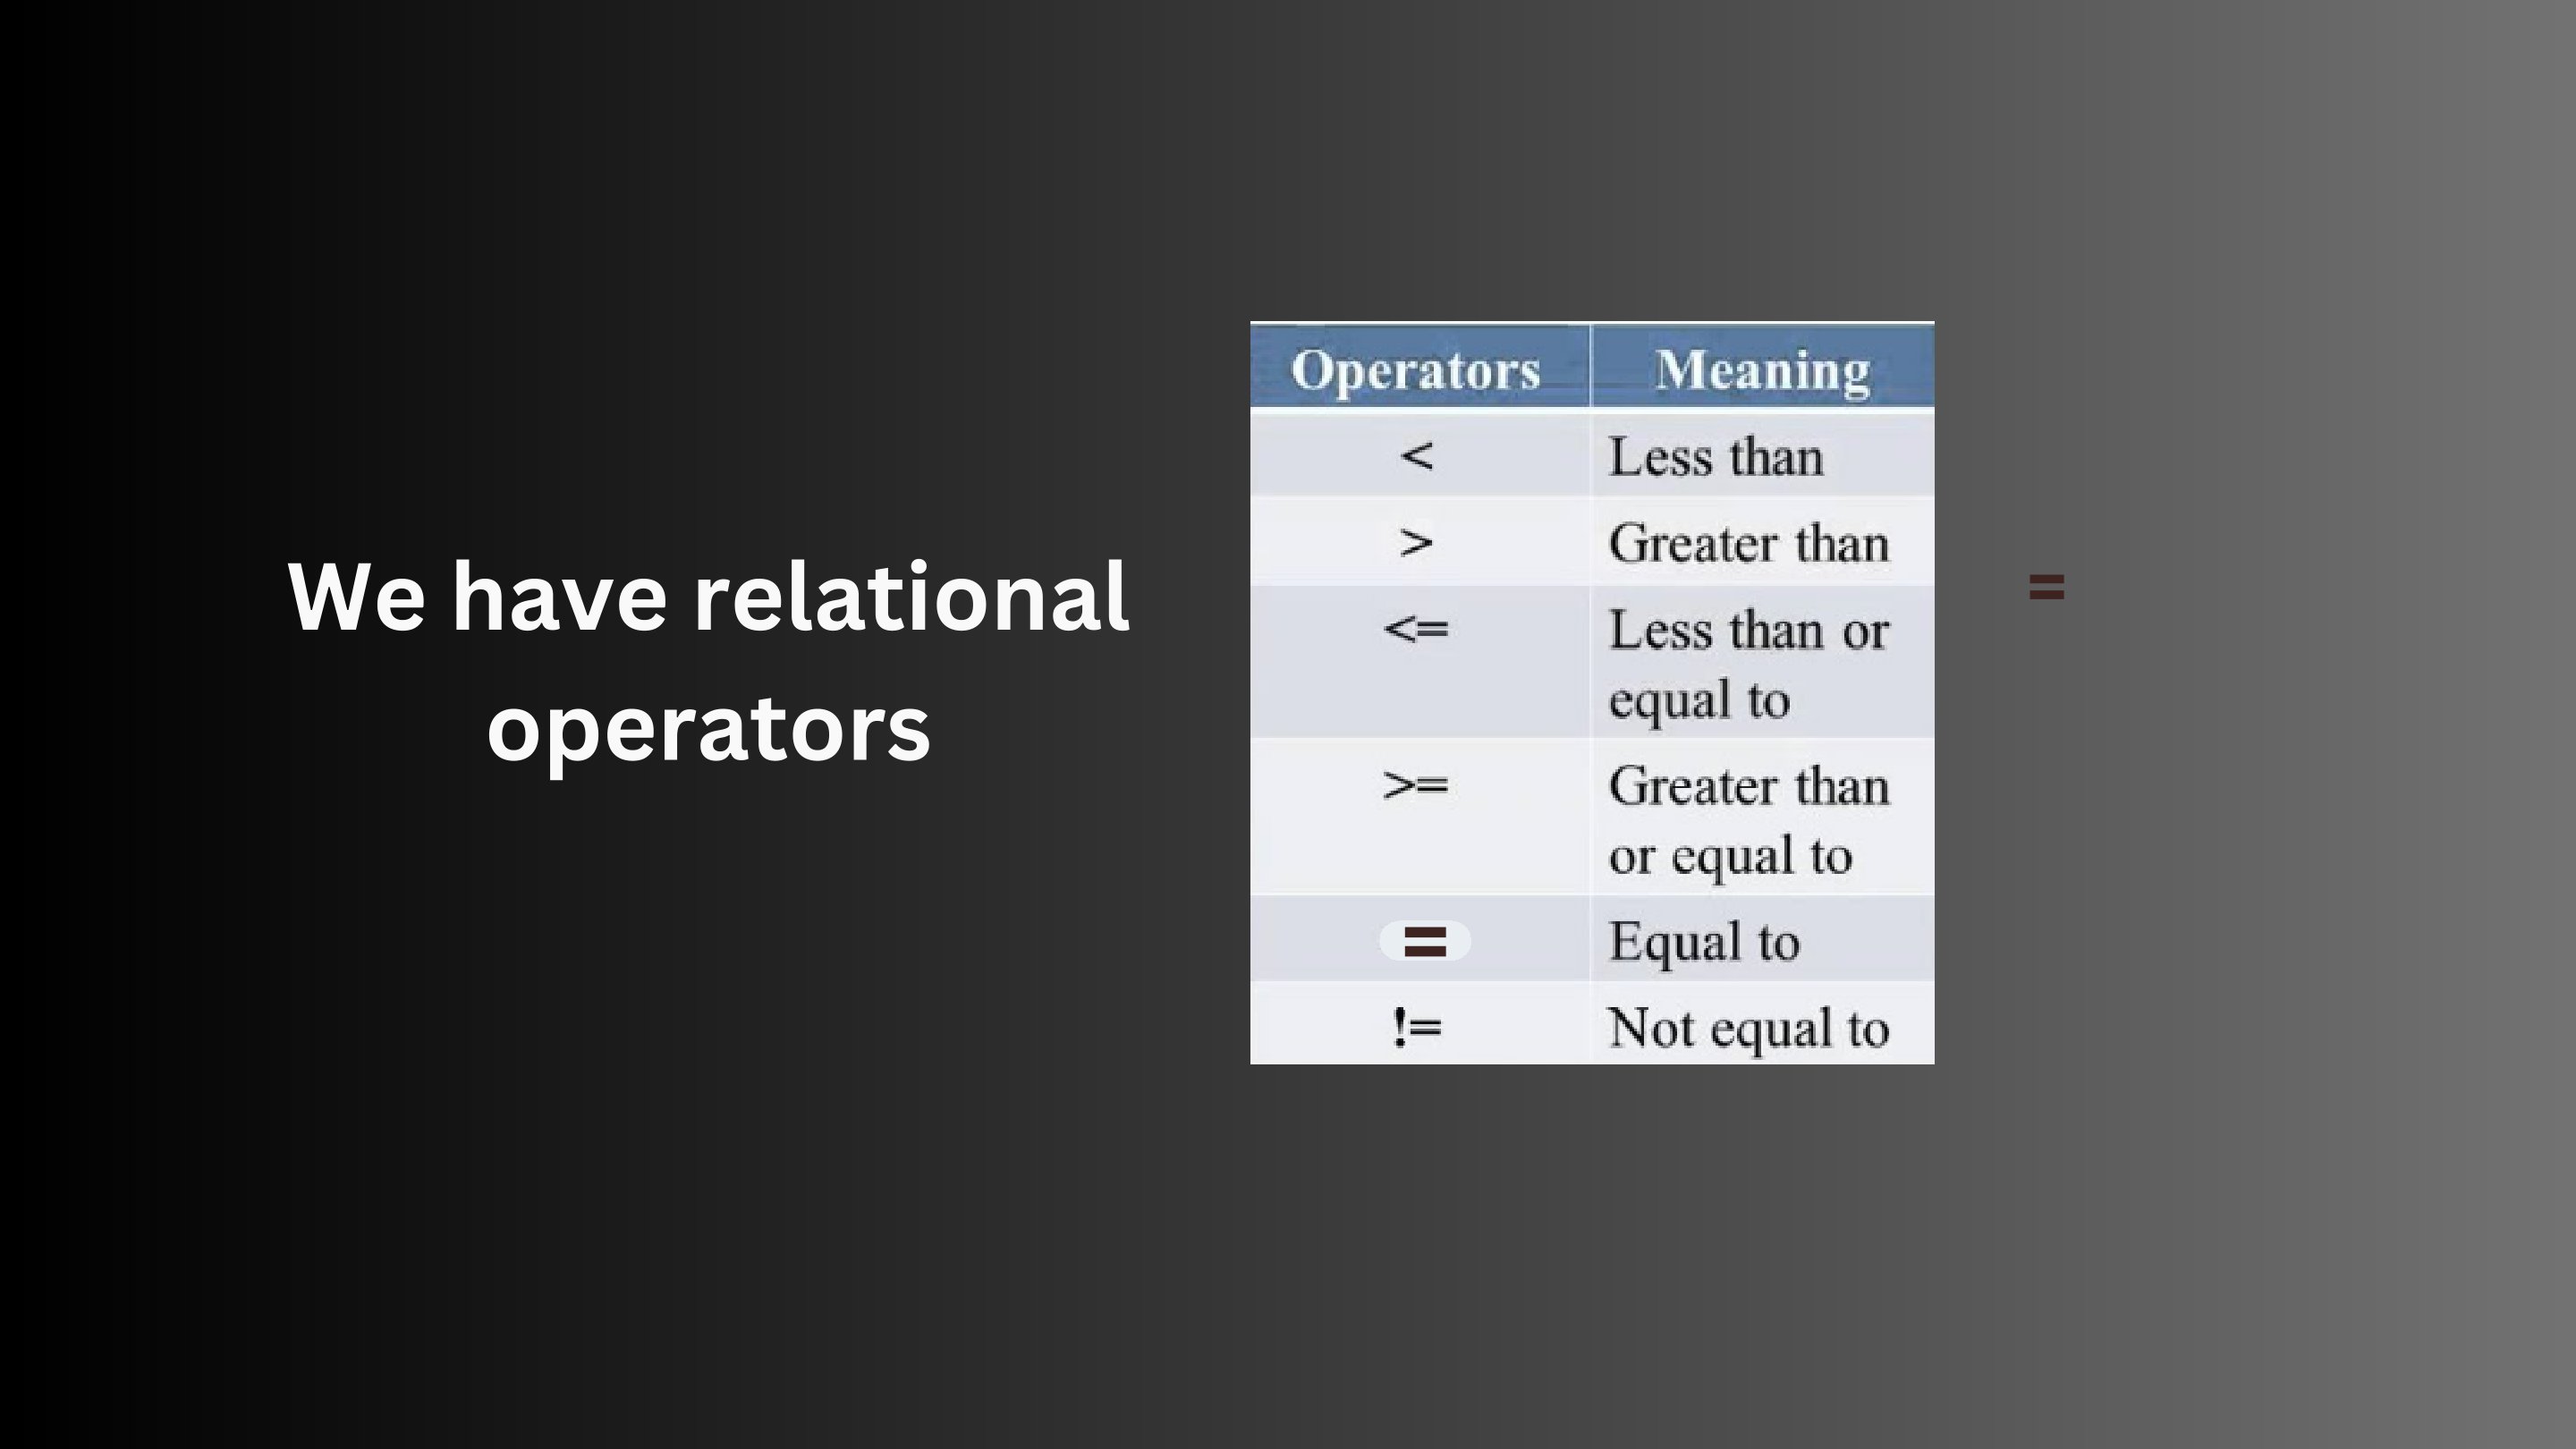 We have relational
operators
Operators Meaning
< Less than
> Greater than
<= Less than or
equal to
>= Greater than
or equal to
= Equal to
!= Not equal to
=